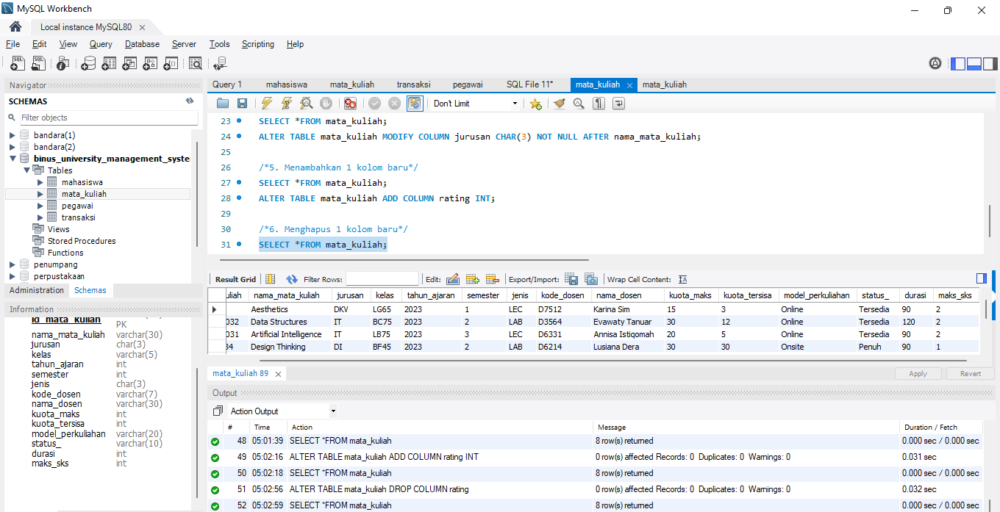 MySQL Workbench
Local instance MySQL80
File Edit View Query Database Server Tools Scripting Help
Navigator
SCHEMAS
Filter objects
bandara(1)
bandara(2)
binus_university_management_syste
Tables
mahasiswa
mata_kuliah
pegawai
transaksi
Views
Stored Procedures
Functions
penumpang
perpustakaan
Administration Schemas
Information
id_mata_kuliah
PK
nama_mata_kuliah varchar(30)
jurusan char(3)
kelas varchar(5)
tahun_ajaran int
semester int
jenis char(3)
kode_dosen varchar(7)
nama_dosen varchar(30)
kuota_maks int
kuota_tersisa int
model_perkuliahan varchar(20)
status_ varchar(10)
durasi int
maks_sks int
Query 1 mahasiswa mata_kuliah transaksi pegawai SQL File 11* mata_kuliah mata_kuliah
Don't Limit
23 SELECT *FROM mata_kuliah;
24 ALTER TABLE mata_kuliah MODIFY COLUMN jurusan CHAR(3) NOT NULL AFTER nama_mata_kuliah;
25
26 /*5. Menambahkan 1 kolom baru*/
27 SELECT *FROM mata_kuliah;
28 ALTER TABLE mata_kuliah ADD COLUMN rating INT;
29
30 /*6. Menghapus 1 kolom baru*/
31 SELECT *FROM mata_kuliah;
Result Grid Filter Rows: Edit: Export/Import: Wrap Cell Content:
uliah nama_mata_kuliah jurusan kelas tahun_ajaran semester jenis kode_dosen nama_dosen kuota_maks kuota_tersisa model_perkuliahan status_ durasi maks_sks
Aesthetics DKV LG65 2023 1 LEC D7512 Karina Sim 15 3 Online Tersedia 90 2
032 Data Structures IT BC75 2023 2 LAB D3564 Evawaty Tanuar 30 12 Online Tersedia 120 2
031 Artificial Intelligence IT LB75 2023 3 LEC D6331 Annisa Istiqomah 20 5 Online Tersedia 90 2
34 Design Thinking DI BF45 2023 2 LAB D6214 Lusiana Dera 30 30 Onsite Penuh 90 1
mata_kuliah 89
Apply Revert
Output
Action Output
# Time Action Message Duration / Fetch
48 05:01:39 SELECT *FROM mata_kuliah 8 row(s) returned 0.000 sec / 0.000 sec
49 05:02:16 ALTER TABLE mata_kuliah ADD COLUMN rating INT 0 row(s) affected Records: 0 Duplicates: 0 Warnings: 0 0.031 sec
50 05:02:18 SELECT *FROM mata_kuliah 8 row(s) returned 0.000 sec / 0.000 sec
51 05:02:56 ALTER TABLE mata_kuliah DROP COLUMN rating 0 row(s) affected Records: 0 Duplicates: 0 Warnings: 0 0.032 sec
52 05:02:59 SELECT *FROM mata_kuliah 8 row(s) returned 0.000 sec / 0.000 sec